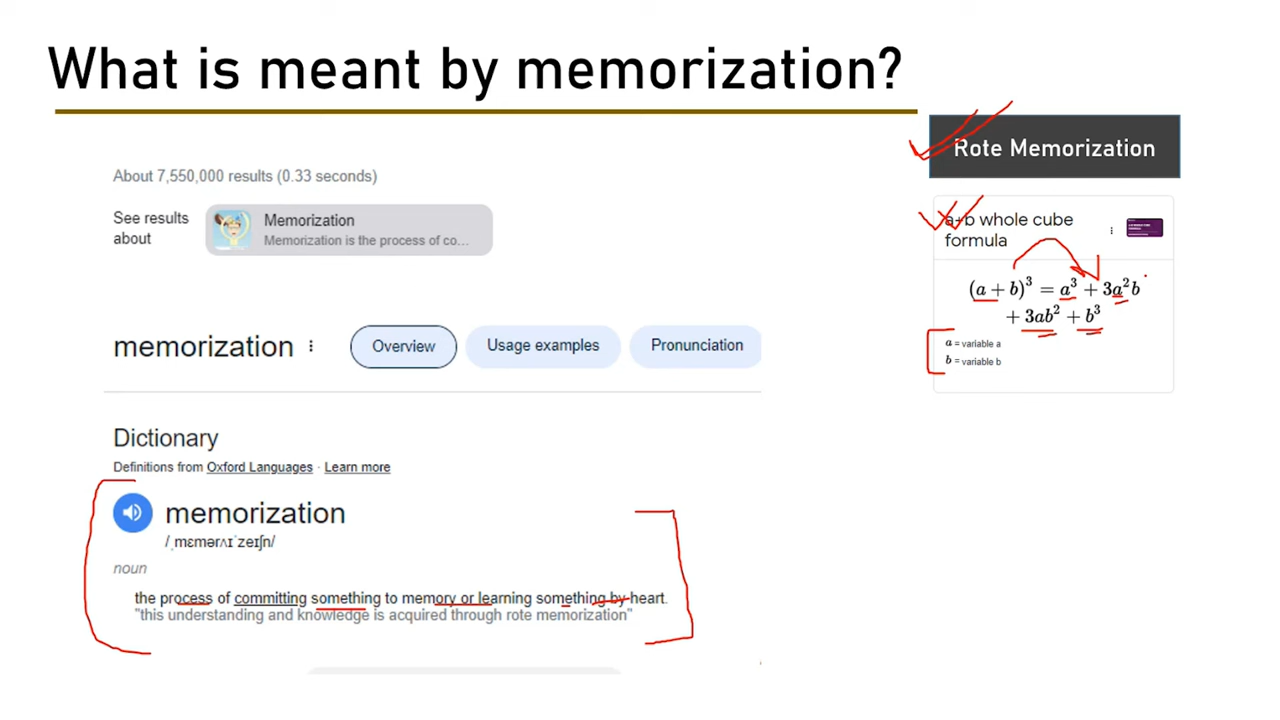 What is meant by memorization?
About 7,550,000 results (0.33 seconds)
See results
about
Memorization
Memorization is the process of co...
memorization
Overview
Usage examples
Pronunciation
Dictionary
Definitions from Oxford Languages · Learn more
memorization
/ˌmɛmərʌɪˈzeɪʃn/
noun
the process of committing something to memory or learning something by heart.
"this understanding and knowledge is acquired through rote memorization"
Rote Memorization
a+b whole cube
formula
(a + b)³ = a³ + 3a²b
+ 3ab² + b³
a = variable a
b = variable b